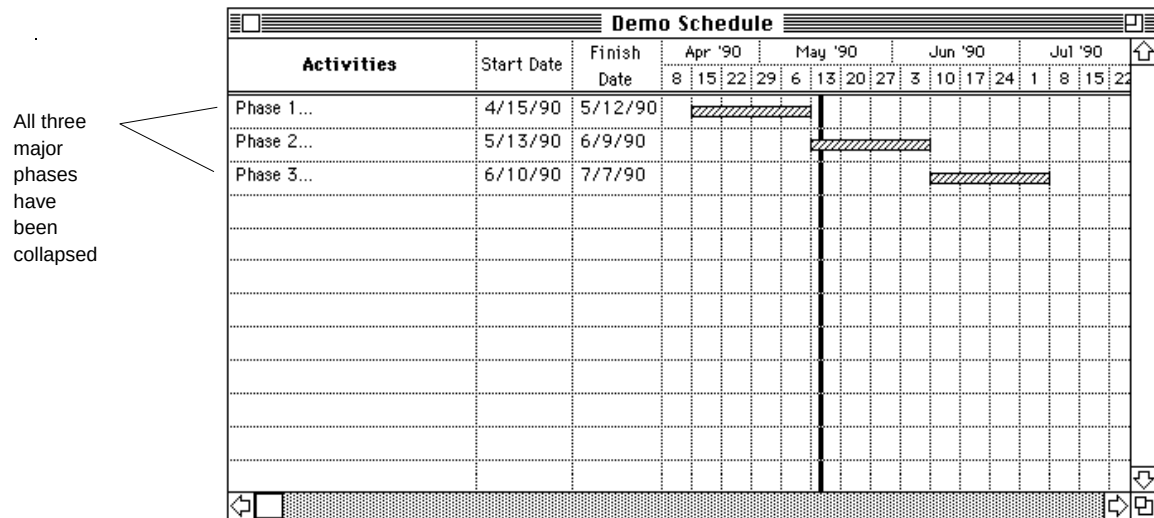 .
Demo Schedule
Activities Start Date Finish Date Apr '90 May '90 Jun '90 Jul '90
8 15 22 29 6 13 20 27 3 10 17 24 1 8 15 22
Phase 1... 4/15/90 5/12/90
Phase 2... 5/13/90 6/9/90
Phase 3... 6/10/90 7/7/90
All three
major
phases
have
been
collapsed